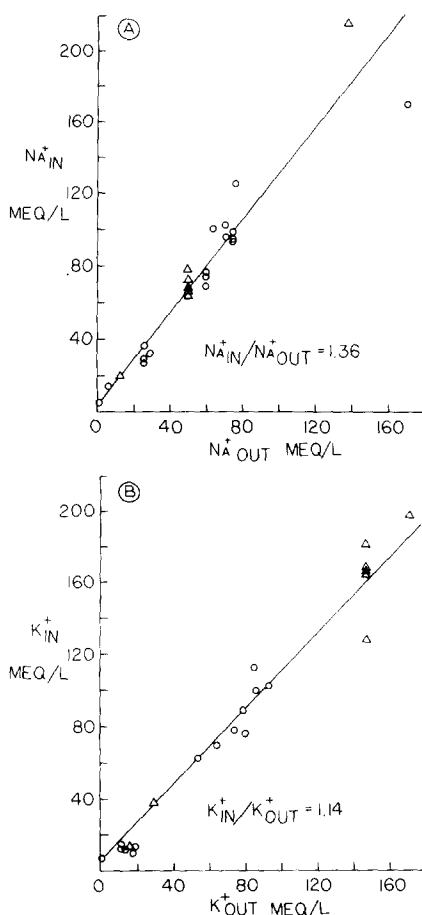 A
200
160
120
80
40
0
NA⁺IN
MEQ/L
NA⁺IN/NA⁺OUT = 1.36
0 40 80 120 160
NA⁺OUT MEQ/L
B
200
160
120
80
40
K⁺IN
MEQ/L
K⁺IN/K⁺OUT = 1.14
0 40 80 120 160
K⁺OUT MEQ/L